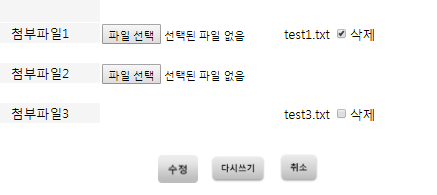 첨부파일1 파일 선택 선택된 파일 없음 test1.txt 삭제
첨부파일2 파일 선택 선택된 파일 없음
첨부파일3 test3.txt 삭제
수정 다시쓰기 취소